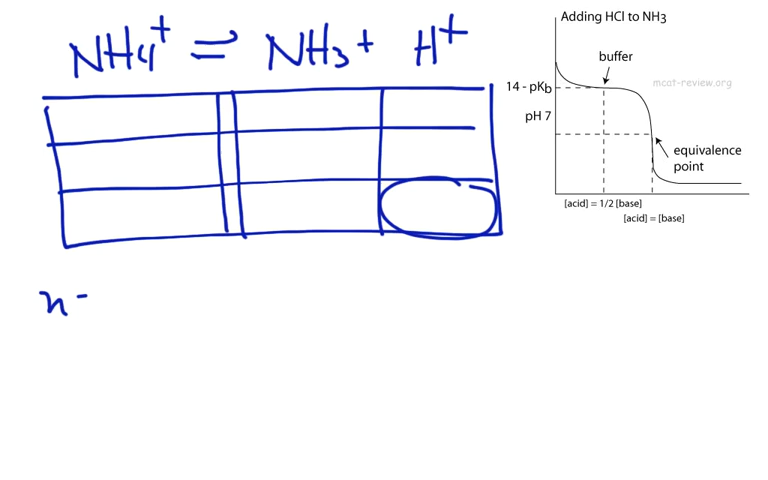 NH4+ ⇌ NH3 + H+
n =
Adding HCl to NH3
buffer
mcat-review.org
14 - pKb
pH 7
equivalence
point
[acid] = 1/2 [base]
[acid] = [base]